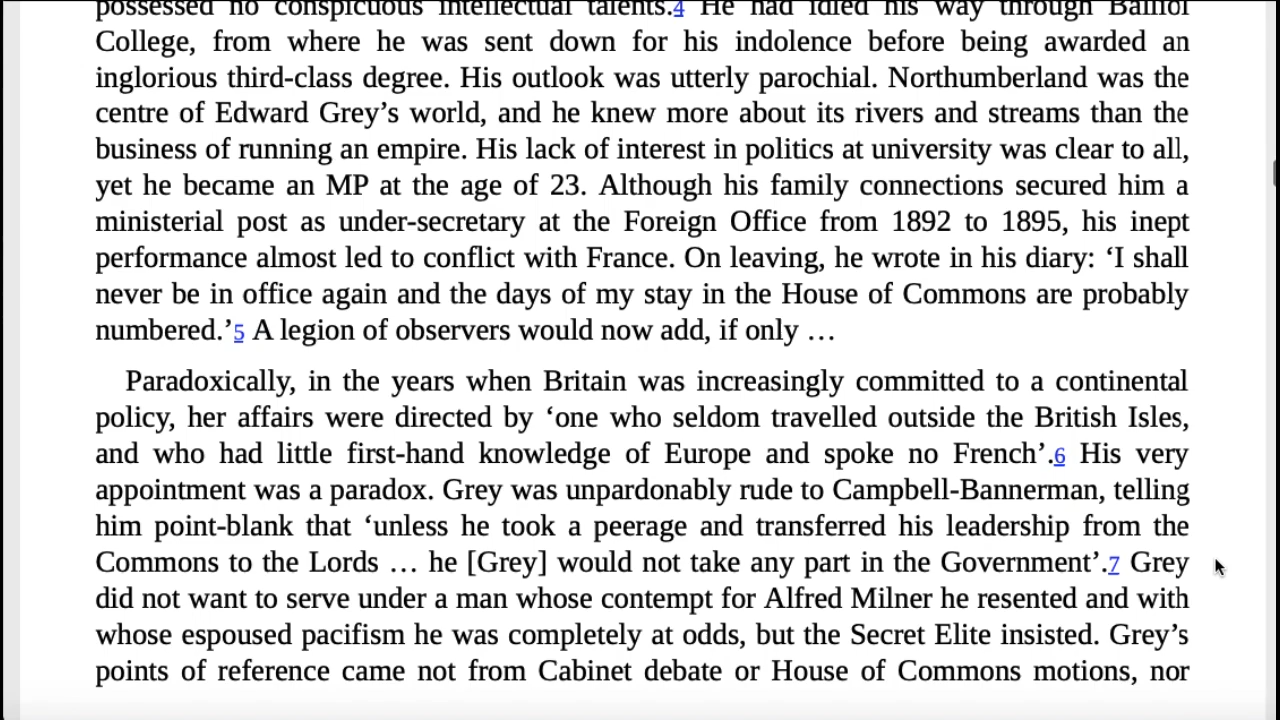 possessed no conspicuous intellectual talents.4 He had idled his way through Balliol
College, from where he was sent down for his indolence before being awarded an
inglorious third-class degree. His outlook was utterly parochial. Northumberland was the
centre of Edward Grey’s world, and he knew more about its rivers and streams than the
business of running an empire. His lack of interest in politics at university was clear to all,
yet he became an MP at the age of 23. Although his family connections secured him a
ministerial post as under-secretary at the Foreign Office from 1892 to 1895, his inept
performance almost led to conflict with France. On leaving, he wrote in his diary: ‘I shall
never be in office again and the days of my stay in the House of Commons are probably
numbered.’5 A legion of observers would now add, if only …
Paradoxically, in the years when Britain was increasingly committed to a continental
policy, her affairs were directed by ‘one who seldom travelled outside the British Isles,
and who had little first-hand knowledge of Europe and spoke no French’.6 His very
appointment was a paradox. Grey was unpardonably rude to Campbell-Bannerman, telling
him point-blank that ‘unless he took a peerage and transferred his leadership from the
Commons to the Lords … he [Grey] would not take any part in the Government’.7 Grey
did not want to serve under a man whose contempt for Alfred Milner he resented and with
whose espoused pacifism he was completely at odds, but the Secret Elite insisted. Grey’s
points of reference came not from Cabinet debate or House of Commons motions, nor